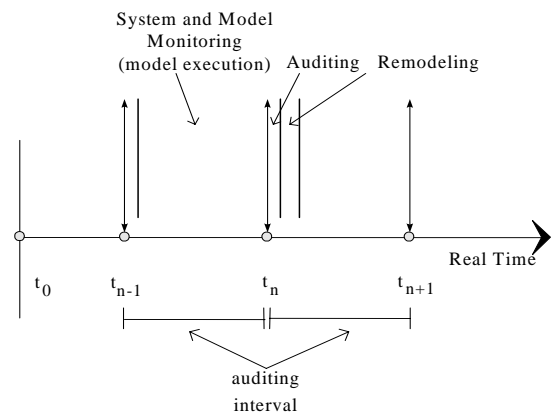 System and Model
Monitoring
(model execution)
Auditing
Remodeling
Real Time
t0
tn-1
tn
tn+1
auditing
interval